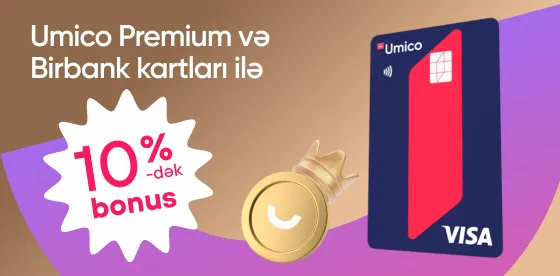 Umico Premium və
Birbank kartları ilə
10%
-dək
bonus
Umico
VISA